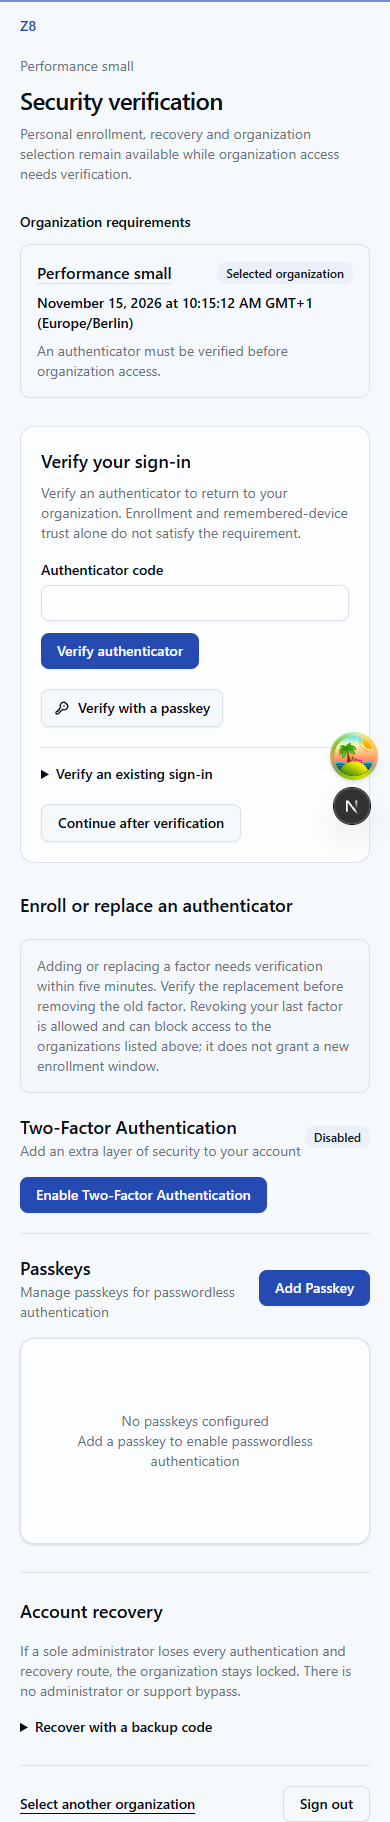 Z8
Performance small
Security verification
Personal enrollment, recovery and organization
selection remain available while organization access
needs verification.
Organization requirements
Performance small
Selected organization
November 15, 2026 at 10:15:12 AM GMT+1
(Europe/Berlin)
An authenticator must be verified before
organization access.
Verify your sign-in
Verify an authenticator to return to your
organization. Enrollment and remembered-device
trust alone do not satisfy the requirement.
Authenticator code
Verify authenticator
Verify with a passkey
Verify an existing sign-in
N
Continue after verification
Enroll or replace an authenticator
Adding or replacing a factor needs verification
within five minutes. Verify the replacement before
removing the old factor. Revoking your last factor
is allowed and can block access to the
organizations listed above; it does not grant a new
enrollment window.
Two-Factor Authentication
Add an extra layer of security to your account
Disabled
Enable Two-Factor Authentication
Passkeys
Manage passkeys for passwordless
authentication
Add Passkey
No passkeys configured
Add a passkey to enable passwordless
authentication
Account recovery
If a sole administrator loses every authentication and
recovery route, the organization stays locked. There is
no administrator or support bypass.
Recover with a backup code
Select another organization
Sign out